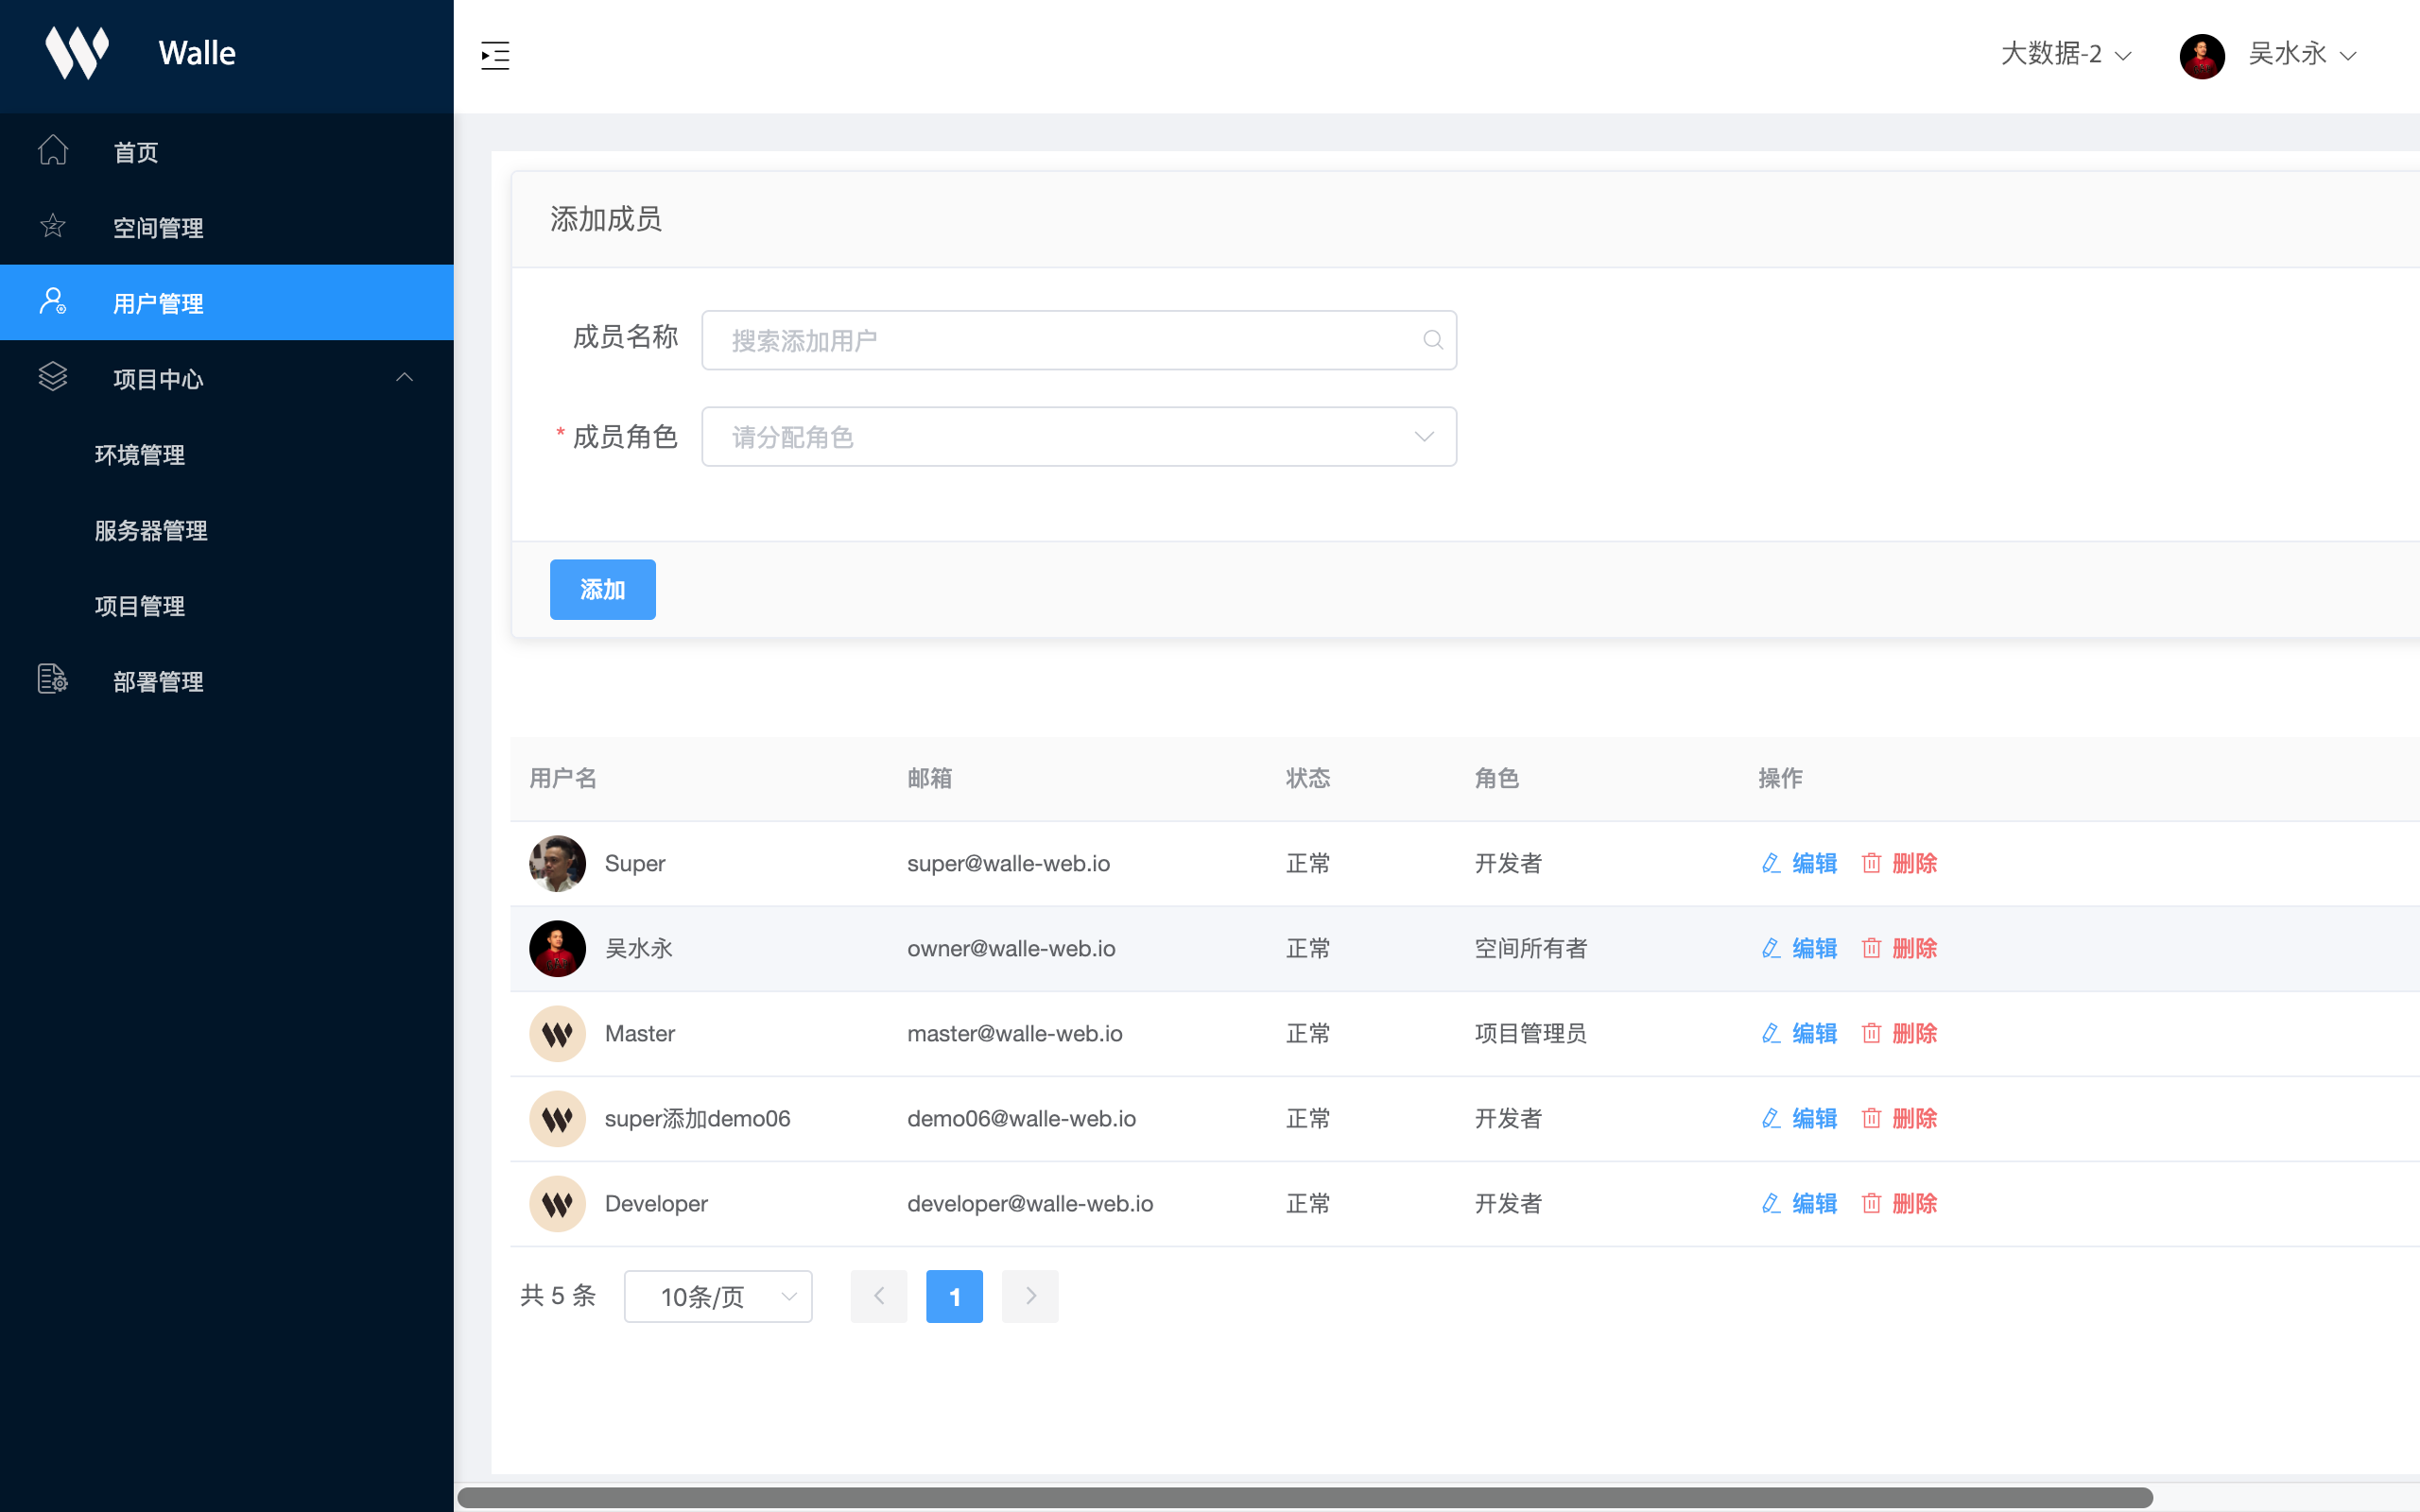 Walle
大数据-2
吴水永
首页
空间管理
用户管理
项目中心
环境管理
服务器管理
项目管理
部署管理
添加成员
成员名称
搜索添加用户
* 成员角色
请分配角色
添加
用户名 邮箱 状态 角色 操作
Super super@walle-web.io 正常 开发者 编辑 删除
吴水永 owner@walle-web.io 正常 空间所有者 编辑 删除
Master master@walle-web.io 正常 项目管理员 编辑 删除
super添加demo06 demo06@walle-web.io 正常 开发者 编辑 删除
Developer developer@walle-web.io 正常 开发者 编辑 删除
共 5 条 10条/页 1